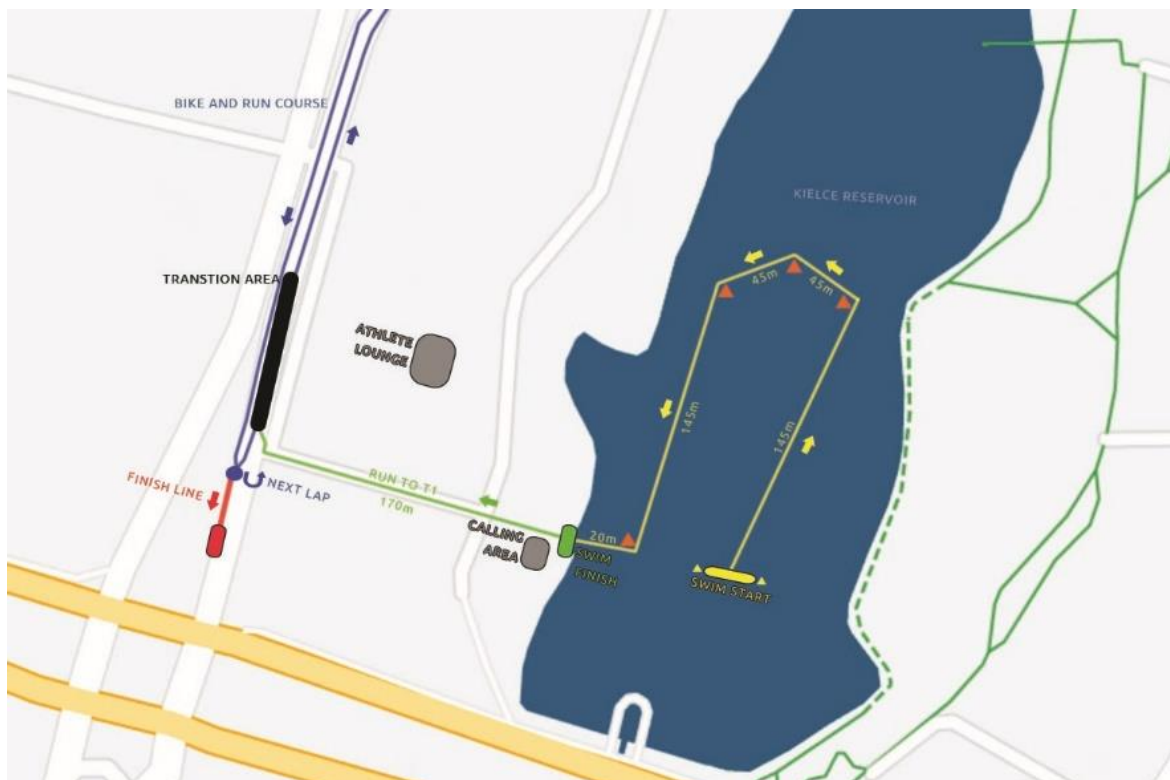 BIKE AND RUN COURSE
KIELCE RESERVOIR
45m
45m
TRANSTION AREA
ATHLETE
LOUNGE
145m
145m
FINISH LINE
NEXT LAP
RUN TO T1
170m
CALLING
AREA
20m
SWIM
FINISH
SWIM START